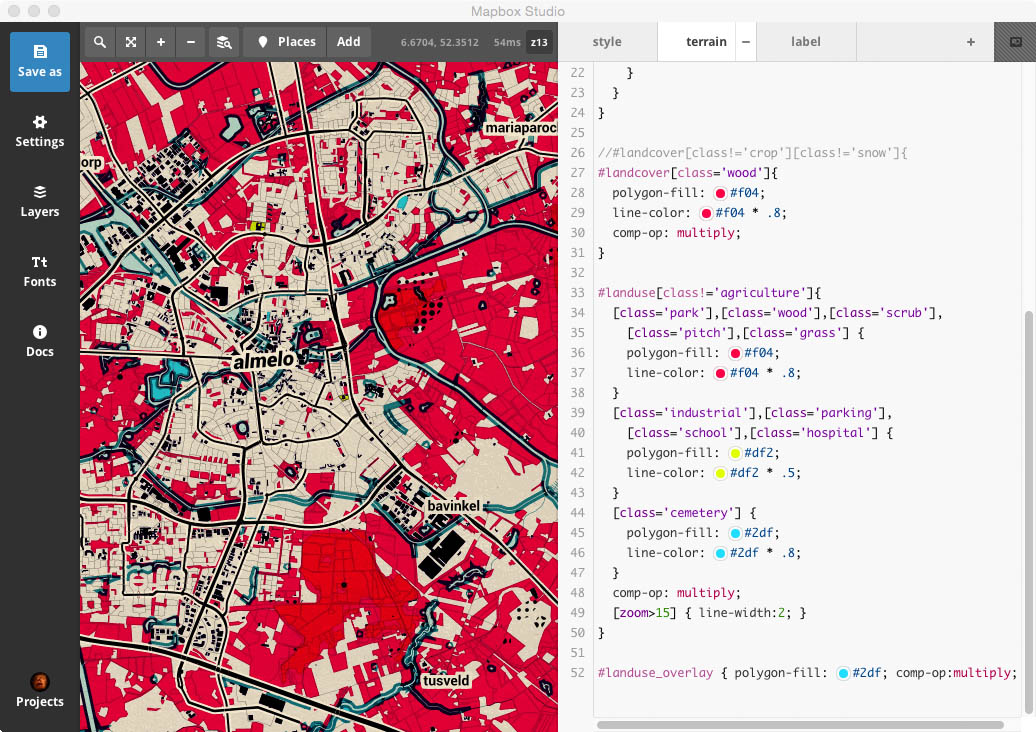 Mapbox Studio
Save as
Settings
Layers
Tt
Fonts
Docs
Projects
Places
Add
6.6704, 52.3512
54ms
z13
mariaparoc
orp
almelo
bavinkel
tusveld
style
terrain
label
22 }
23 }
24 }
25
26 //#landcover[class!='crop'][class!='snow']{
27 #landcover[class='wood']{
28 polygon-fill: #f04;
29 line-color: #f04 * .8;
30 comp-op: multiply;
31 }
32
33 #landuse[class!='agriculture']{
34 [class='park'],[class='wood'],[class='scrub'],
35 [class='pitch'],[class='grass'] {
36 polygon-fill: #f04;
37 line-color: #f04 * .8;
38 }
39 [class='industrial'],[class='parking'],
40 [class='school'],[class='hospital'] {
41 polygon-fill: #df2;
42 line-color: #df2 * .5;
43 }
44 [class='cemetery'] {
45 polygon-fill: #2df;
46 line-color: #2df * .8;
47 }
48 comp-op: multiply;
49 [zoom>15] { line-width:2; }
50 }
51
52 #landuse_overlay { polygon-fill: #2df; comp-op:multiply;